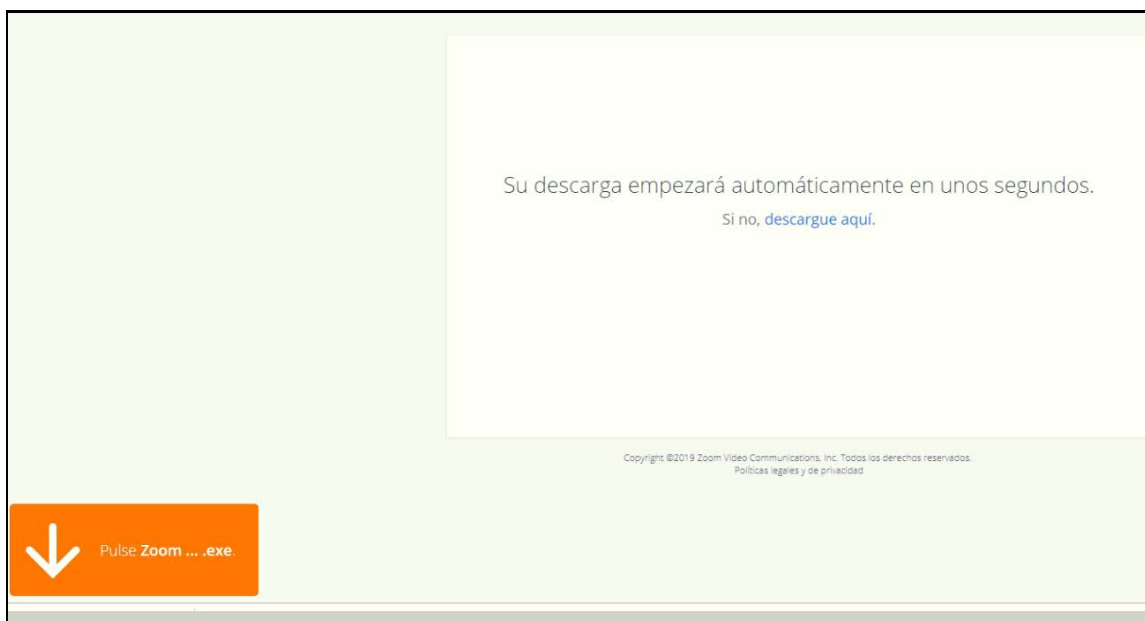 Su descarga empezará automáticamente en unos segundos.
Si no, descargue aquí.
Copyright ©2019 Zoom Video Communications, Inc. Todos los derechos reservados.
Políticas legales y de privacidad
Pulse Zoom ... .exe.